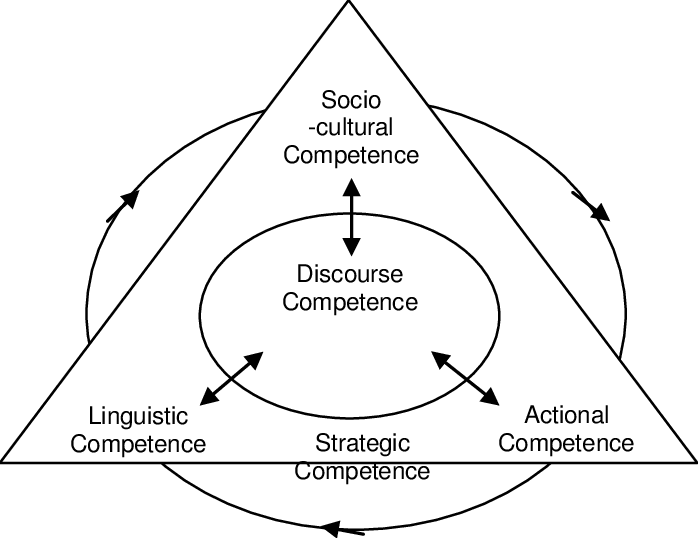 Socio
-cultural
Competence
Discourse
Competence
Linguistic
Competence
Actional
Competence
Strategic
Competence